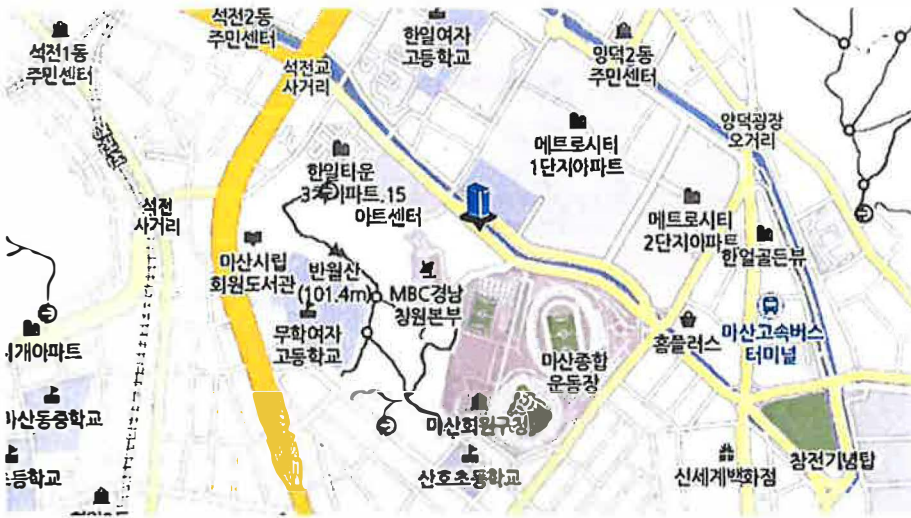 석전1동
주민센터
석전2동
주민센터
석전교
사거리
한일여자
고등학교
양덕2동
주민센터
양덕광장
오거리
메트로시티
1단지아파트
한일타운
아트센터
석전
사거리
메트로시티
2단지아파트
한얼골든뷰
마산시립
회원도서관
반월산
(101.4m)
MBC경남
창원본부
무학여자
고등학교
마산종합
운동장
홈플러스
마산고속버스
터미널
마산동중학교
마산회원구청
산호초등학교
신세계백화점
참전기념탑